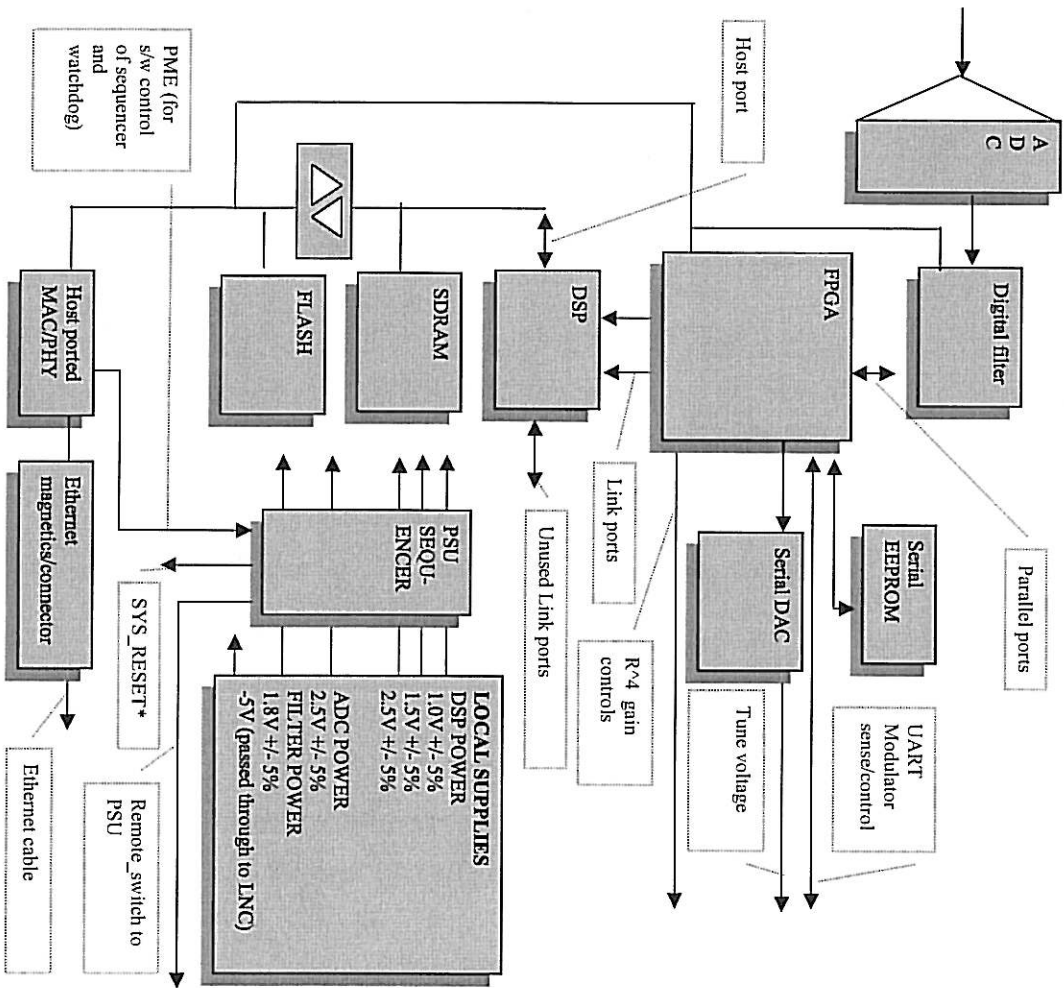 A
D
C
Digital filter
Parallel ports
Host port
FPGA
Serial
EEPROM
Serial DAC
UART
Modulator
sense/control
Tune voltage
DSP
Link ports
R^4 gain
controls
Unused Link ports
SDRAM
FLASH
PME (for
s/w control
of sequencer
and
watchdog)
PSU
SEQU-
ENCER
LOCAL SUPPLIES
DSP POWER
1.0V +/- 5%
1.5V +/- 5%
2.5V +/- 5%
ADC POWER
2.5V +/- 5%
FILTER POWER
1.8V +/- 5%
-5V (passed through to LNC)
Host ported
MAC/PHY
Ethernet
magnetics/connector
SYS_RESET*
Remote_switch to
PSU
Ethernet cable